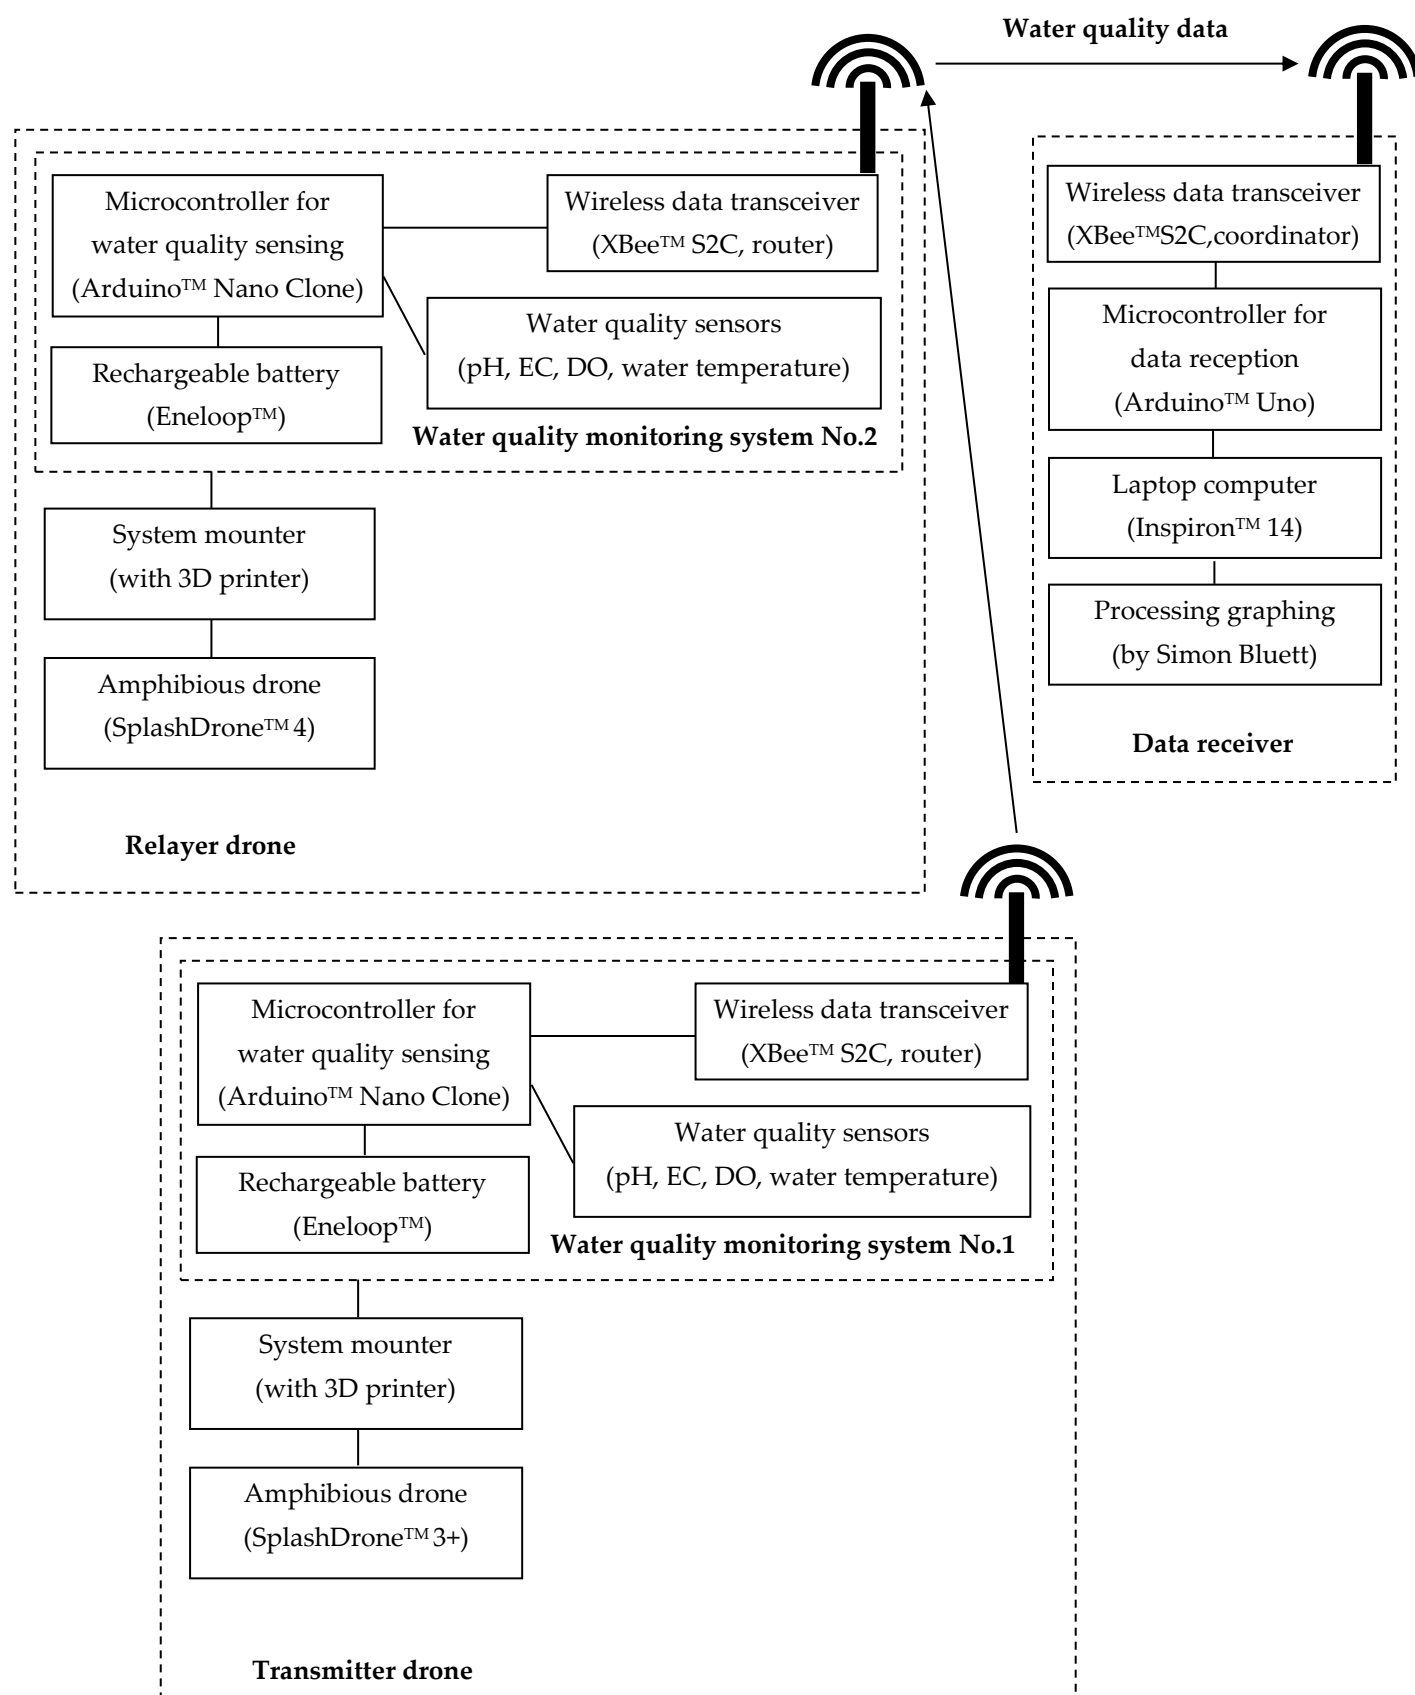 Water quality data
Microcontroller for
water quality sensing
(Arduino™ Nano Clone)
Wireless data transceiver
(XBee™ S2C, router)
Water quality sensors
(pH, EC, DO, water temperature)
Rechargeable battery
(Eneloop™)
Water quality monitoring system No.2
System mounter
(with 3D printer)
Amphibious drone
(SplashDrone™ 4)
Relayer drone
Wireless data transceiver
(XBee™S2C,coordinator)
Microcontroller for
data reception
(Arduino™ Uno)
Laptop computer
(Inspiron™ 14)
Processing graphing
(by Simon Bluett)
Data receiver
Microcontroller for
water quality sensing
(Arduino™ Nano Clone)
Wireless data transceiver
(XBee™ S2C, router)
Water quality sensors
(pH, EC, DO, water temperature)
Rechargeable battery
(Eneloop™)
Water quality monitoring system No.1
System mounter
(with 3D printer)
Amphibious drone
(SplashDrone™ 3+)
Transmitter drone